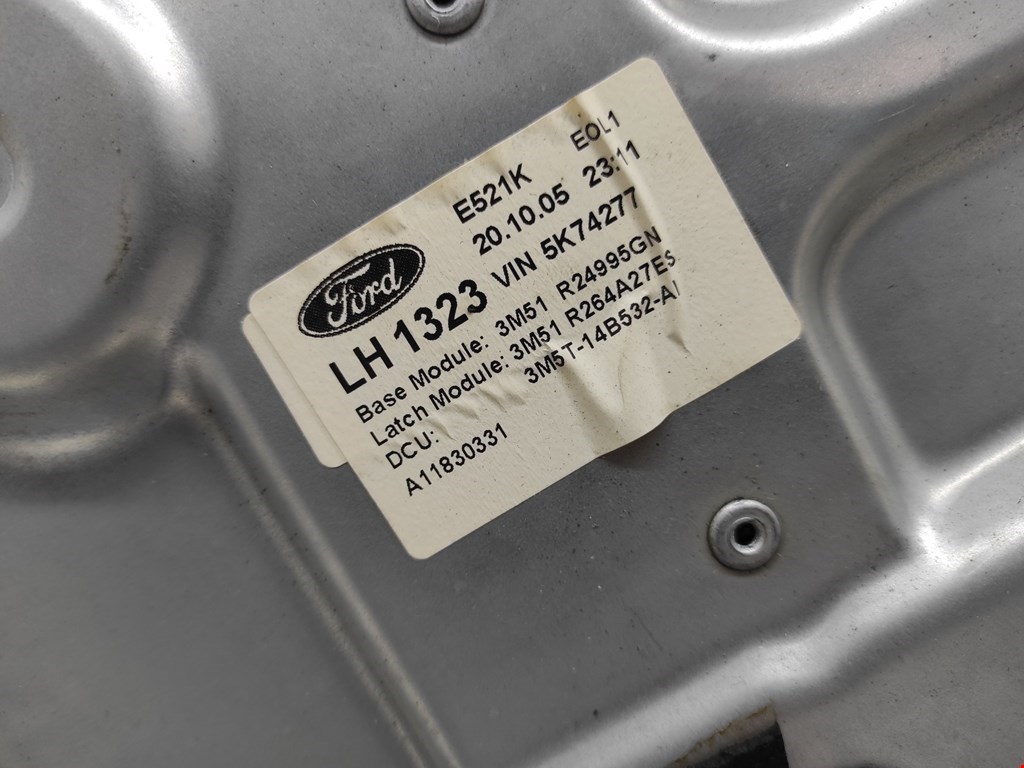 E521K EOL1
Ford 20.10.05 23:11
LH 1323 VIN 5K74277
Base Module: 3M51 R24995GN
Latch Module: 3M51 R264A27ES
DCU: 3M5T-14B532-AI
A11830331